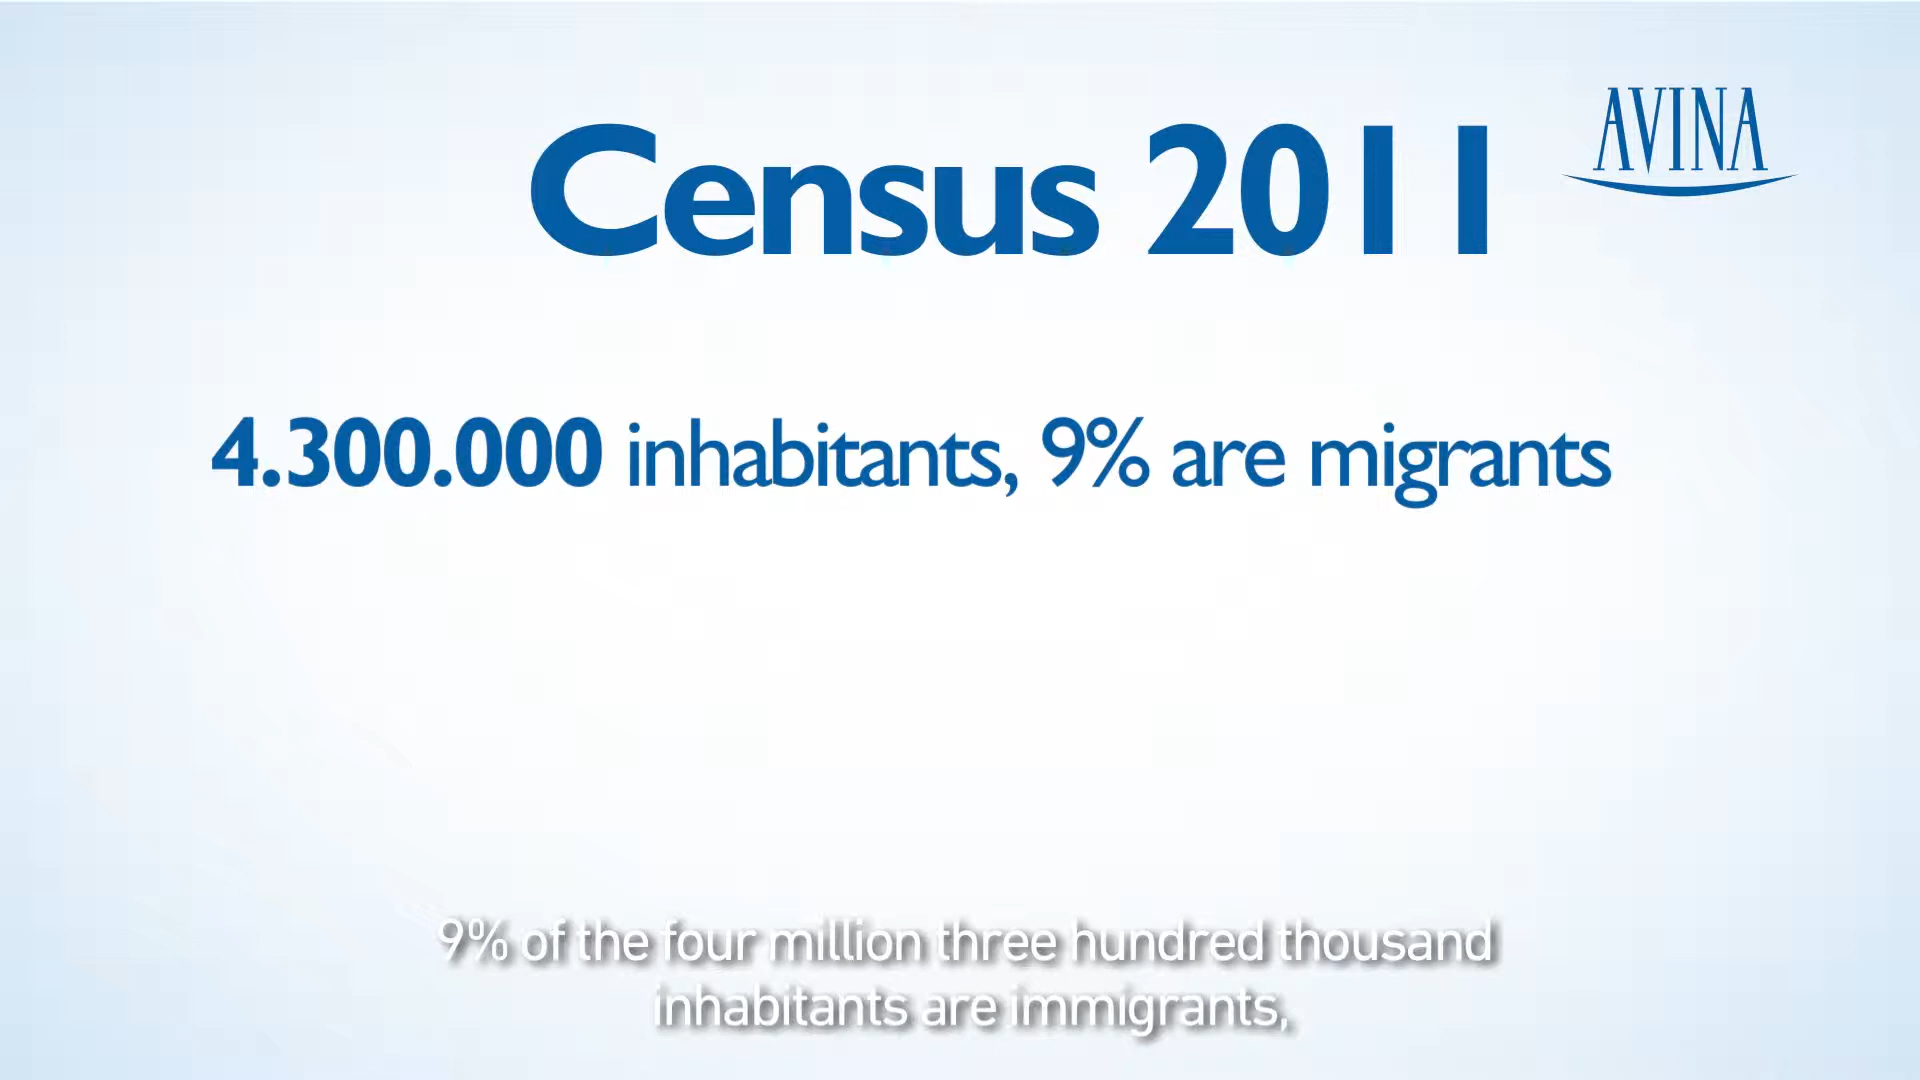 AVINA
Census 2011
4.300.000 inhabitants, 9% are migrants
9% of the four million three hundred thousand
inhabitants are immigrants,